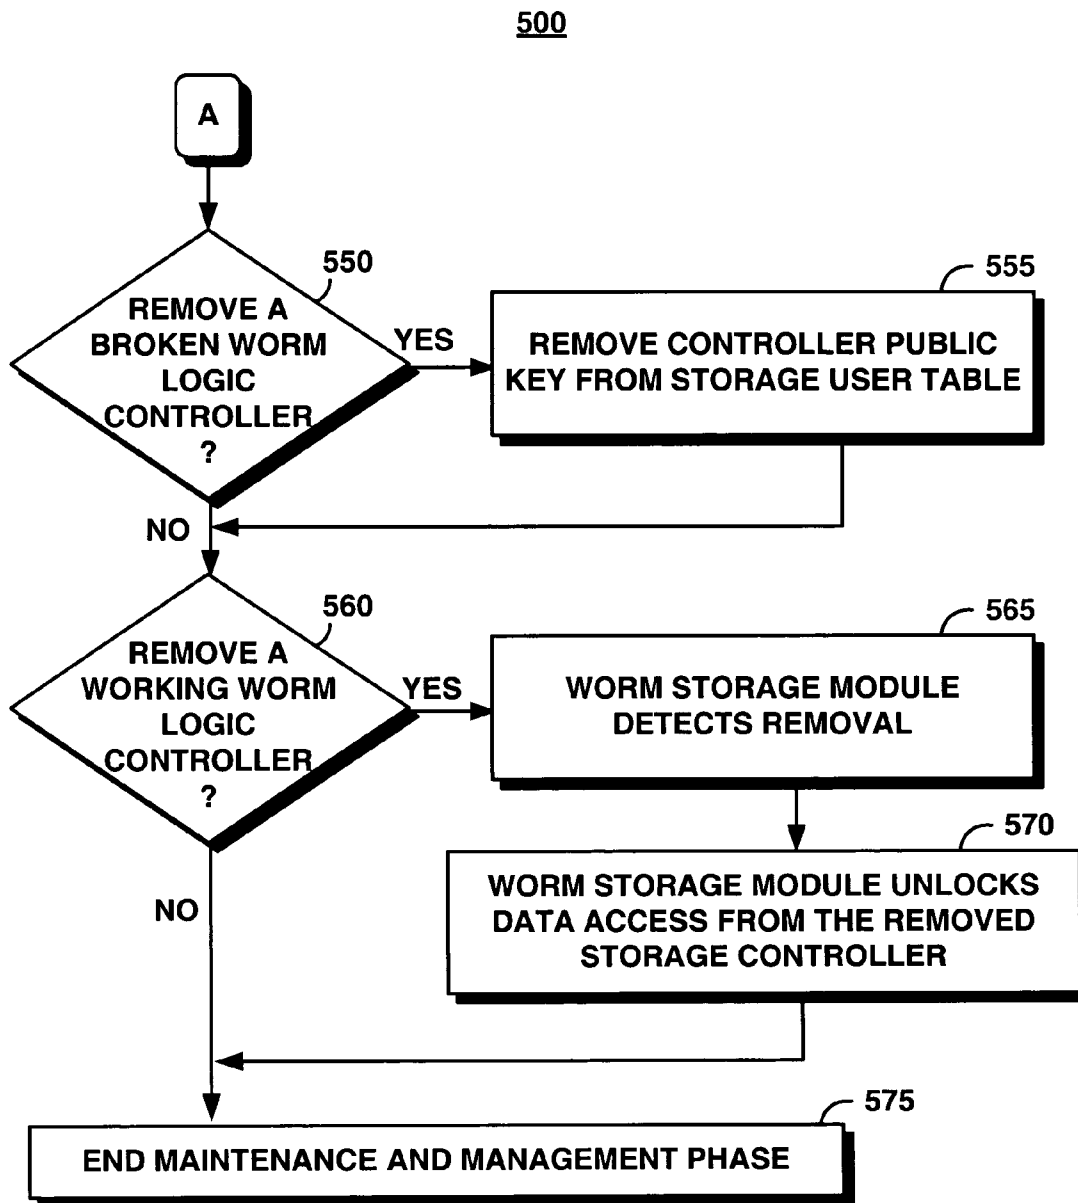 500
A
550
REMOVE A
BROKEN WORM
LOGIC
CONTROLLER
?
YES
555
REMOVE CONTROLLER PUBLIC
KEY FROM STORAGE USER TABLE
NO
560
REMOVE A
WORKING WORM
LOGIC
CONTROLLER
?
YES
565
WORM STORAGE MODULE
DETECTS REMOVAL
570
WORM STORAGE MODULE UNLOCKS
DATA ACCESS FROM THE REMOVED
STORAGE CONTROLLER
NO
575
END MAINTENANCE AND MANAGEMENT PHASE